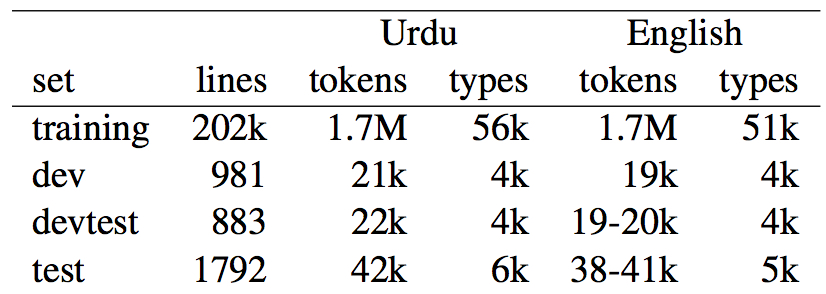 Urdu English
set lines tokens types tokens types
training 202k 1.7M 56k 1.7M 51k
dev 981 21k 4k 19k 4k
devtest 883 22k 4k 19-20k 4k
test 1792 42k 6k 38-41k 5k